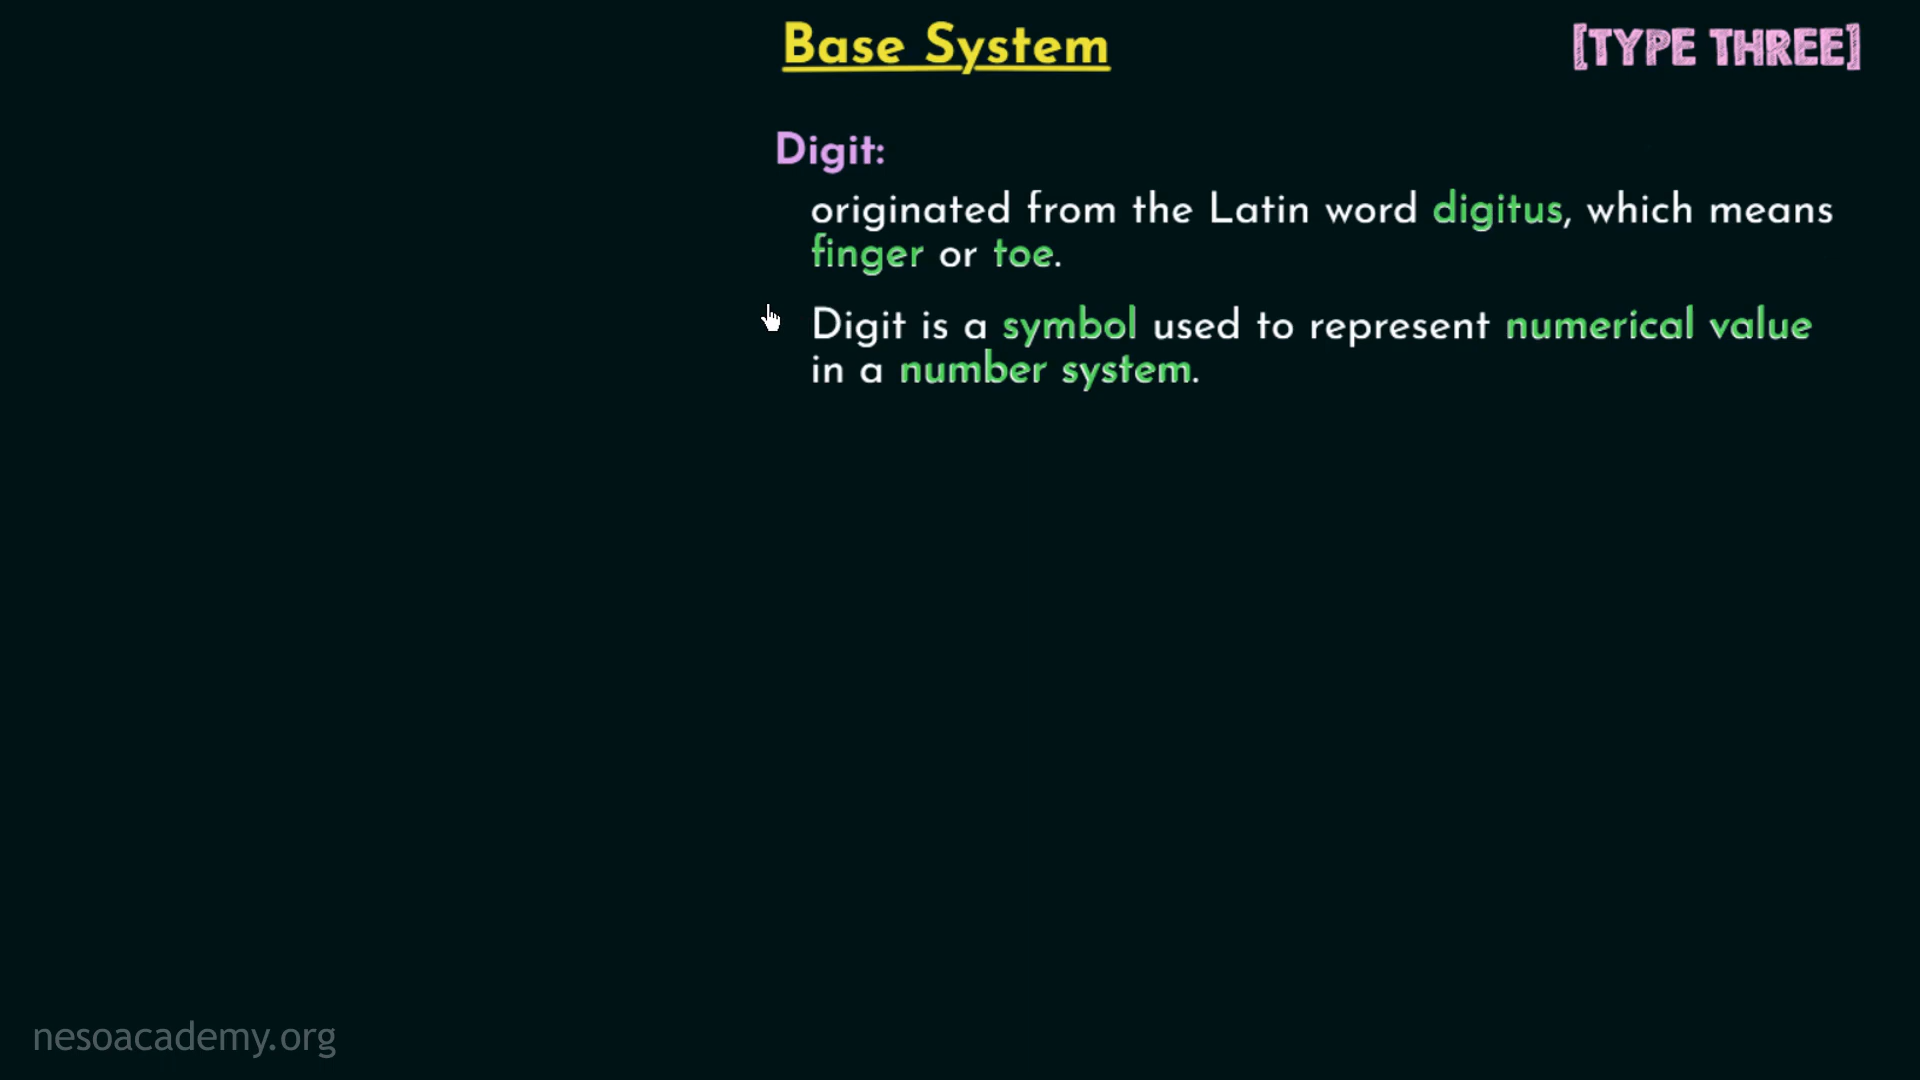 Base System
[TYPE THREE]
Digit:
originated from the Latin word digitus, which means
finger or toe.
Digit is a symbol used to represent numerical value
in a number system.
nesoacademy.org